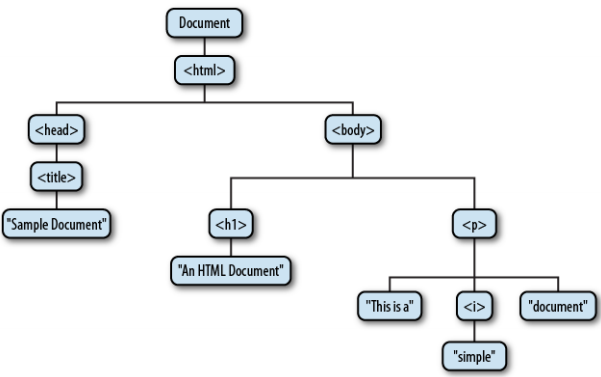 Document
<html>
<head>
<body>
<title>
"Sample Document"
<h1>
<p>
"An HTML Document"
"This is a"
<i>
"document"
"simple"